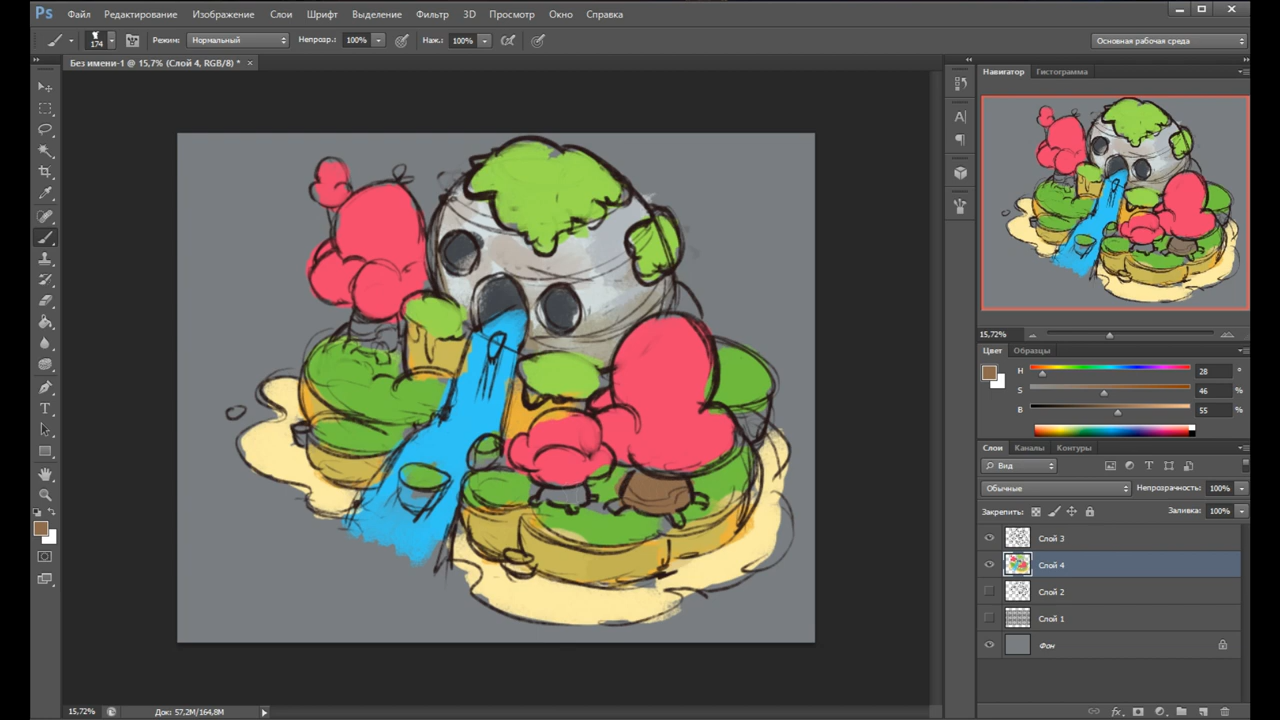 Ps Файл Редактирование Изображение Слои Шрифт Выделение Фильтр 3D Просмотр Окно Справка
174 Режим: Нормальный Непрозр.: 100% Наж.: 100% Основная рабочая среда
Без имени-1 @ 15,7% (Слой 4, RGB/8) * ×
Навигатор Гистограмма
15,72%
Цвет Образцы
H 28 °
S 46 %
B 55 %
Слои Каналы Контуры
Вид
Обычные Непрозрачность: 100%
Закрепить: Заливка: 100%
Слой 3
Слой 4
Слой 2
Слой 1
Фон
15,72% Док: 57,2M/164,8M